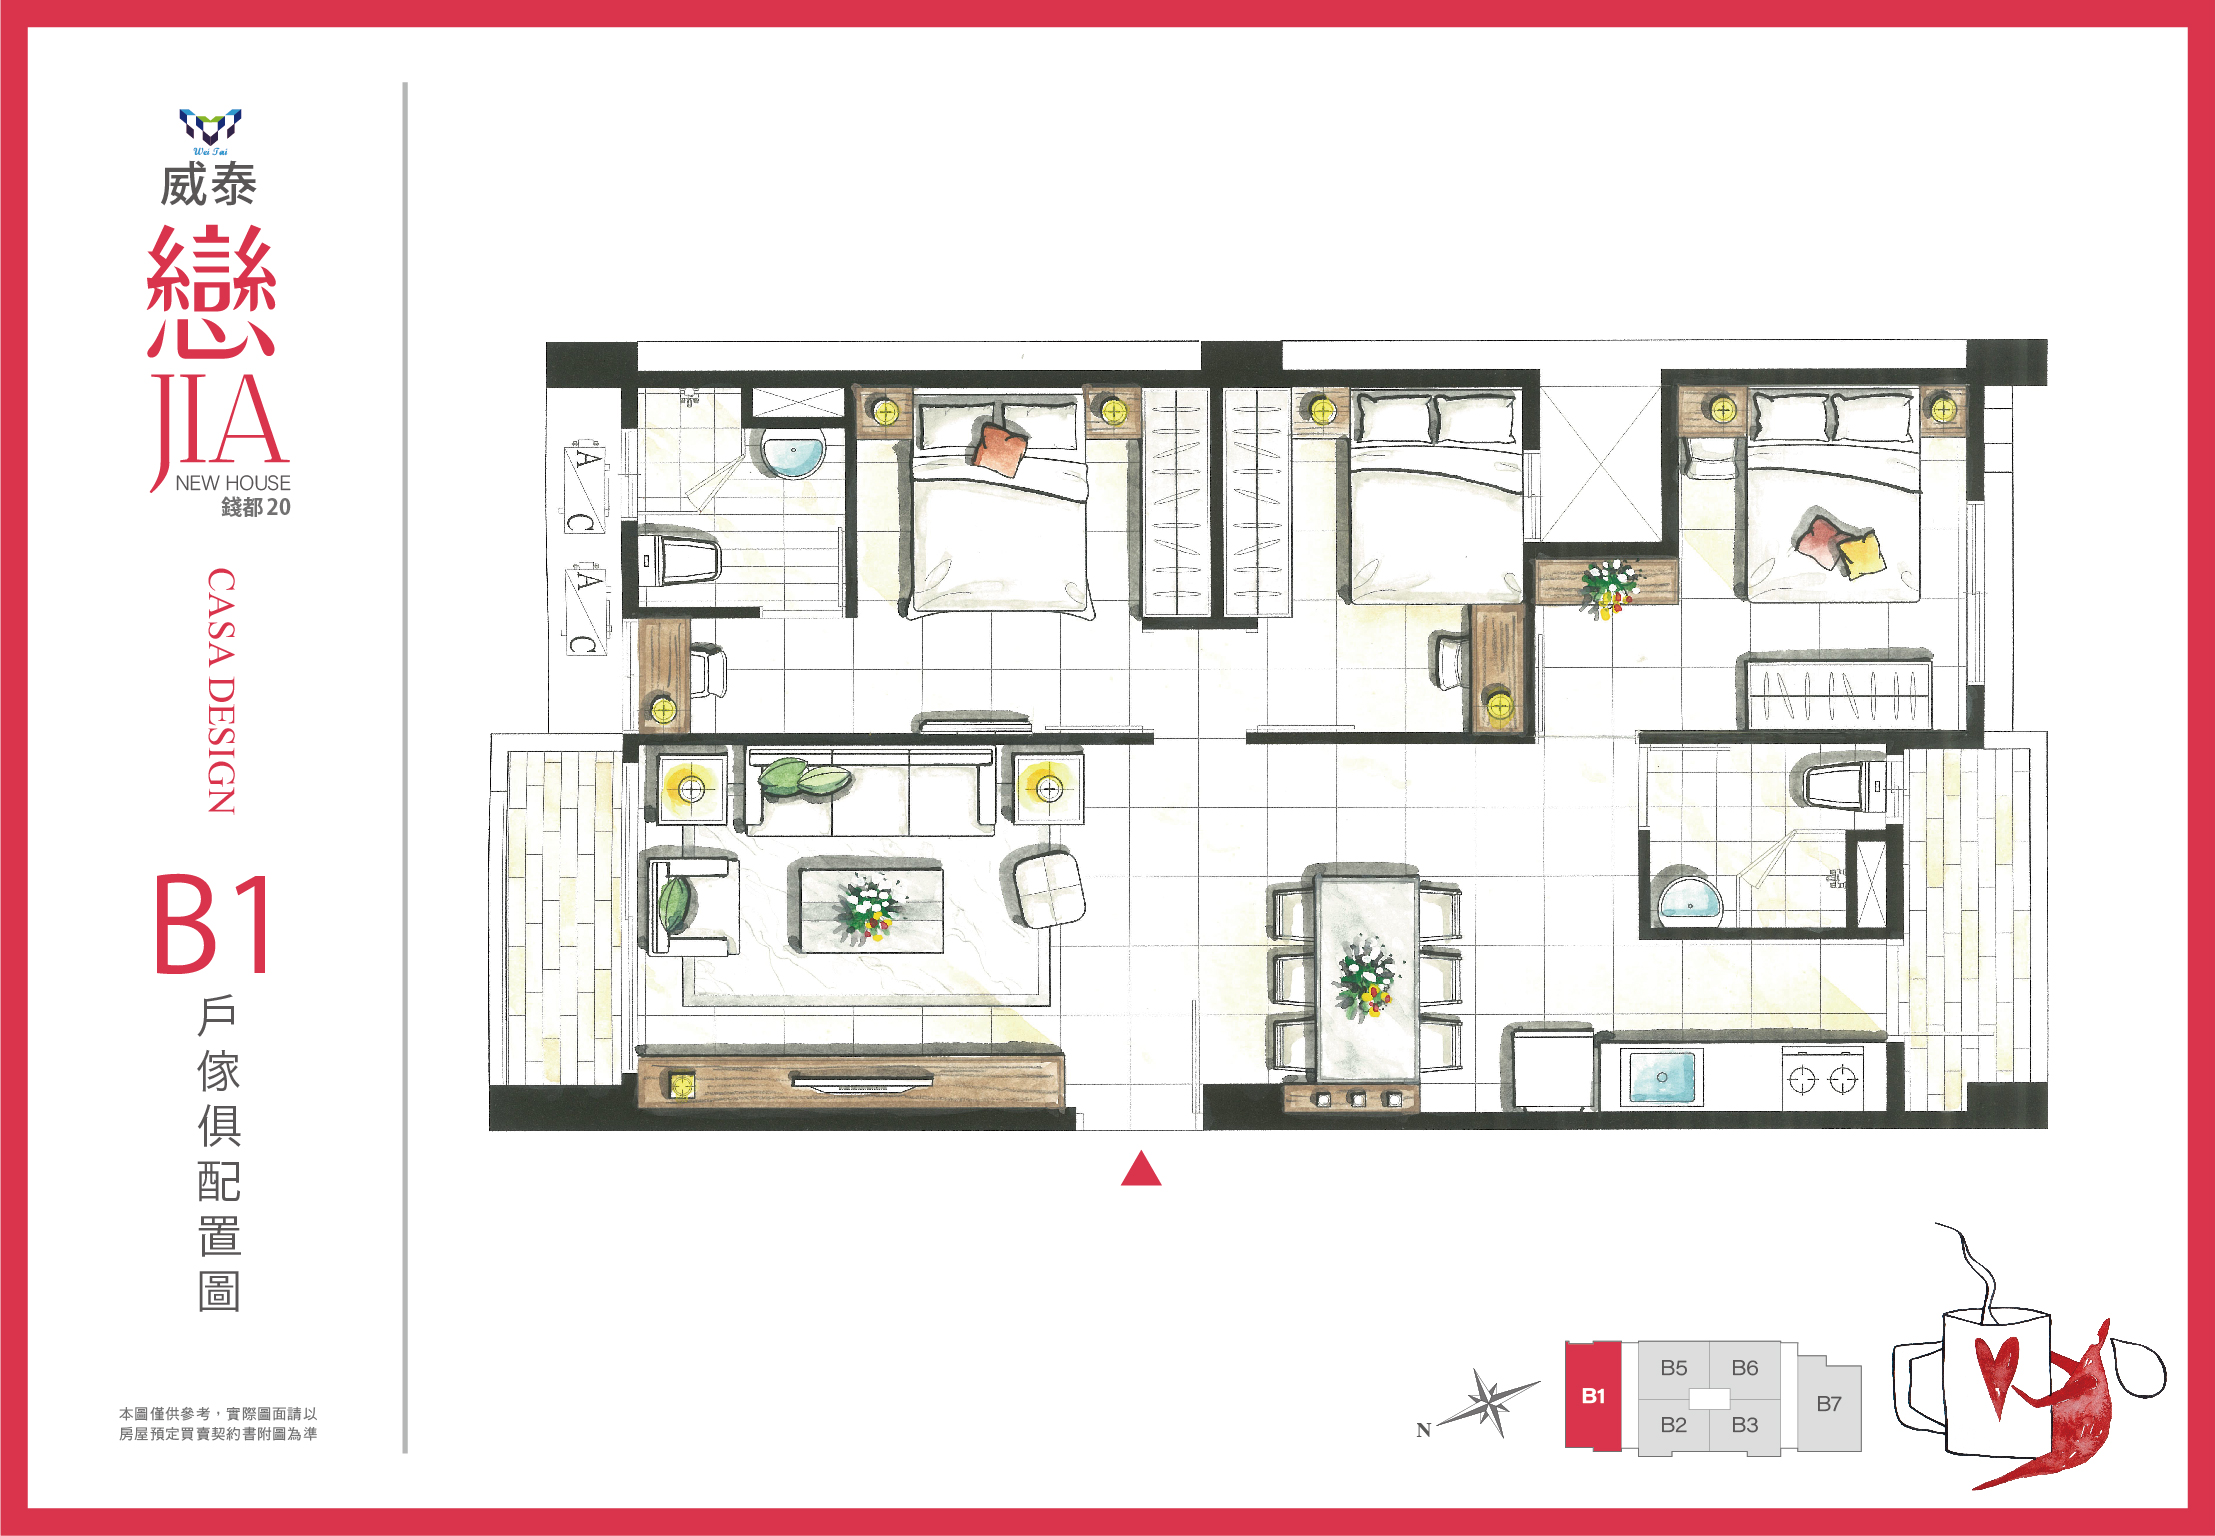 Wei Tai
威泰
戀
JIA
NEW HOUSE
錢都20
CASA DESIGN
B1
戶傢俱配置圖
本圖僅供參考，實際圖面請以
房屋預定買賣契約書附圖為準
A
C
A
C
N
B1
B5
B6
B2
B3
B7